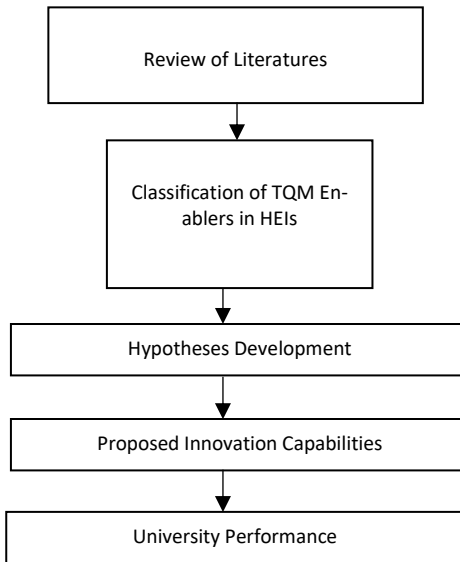 Review of Literatures
Classification of TQM En-
ablers in HEIs
Hypotheses Development
Proposed Innovation Capabilities
University Performance